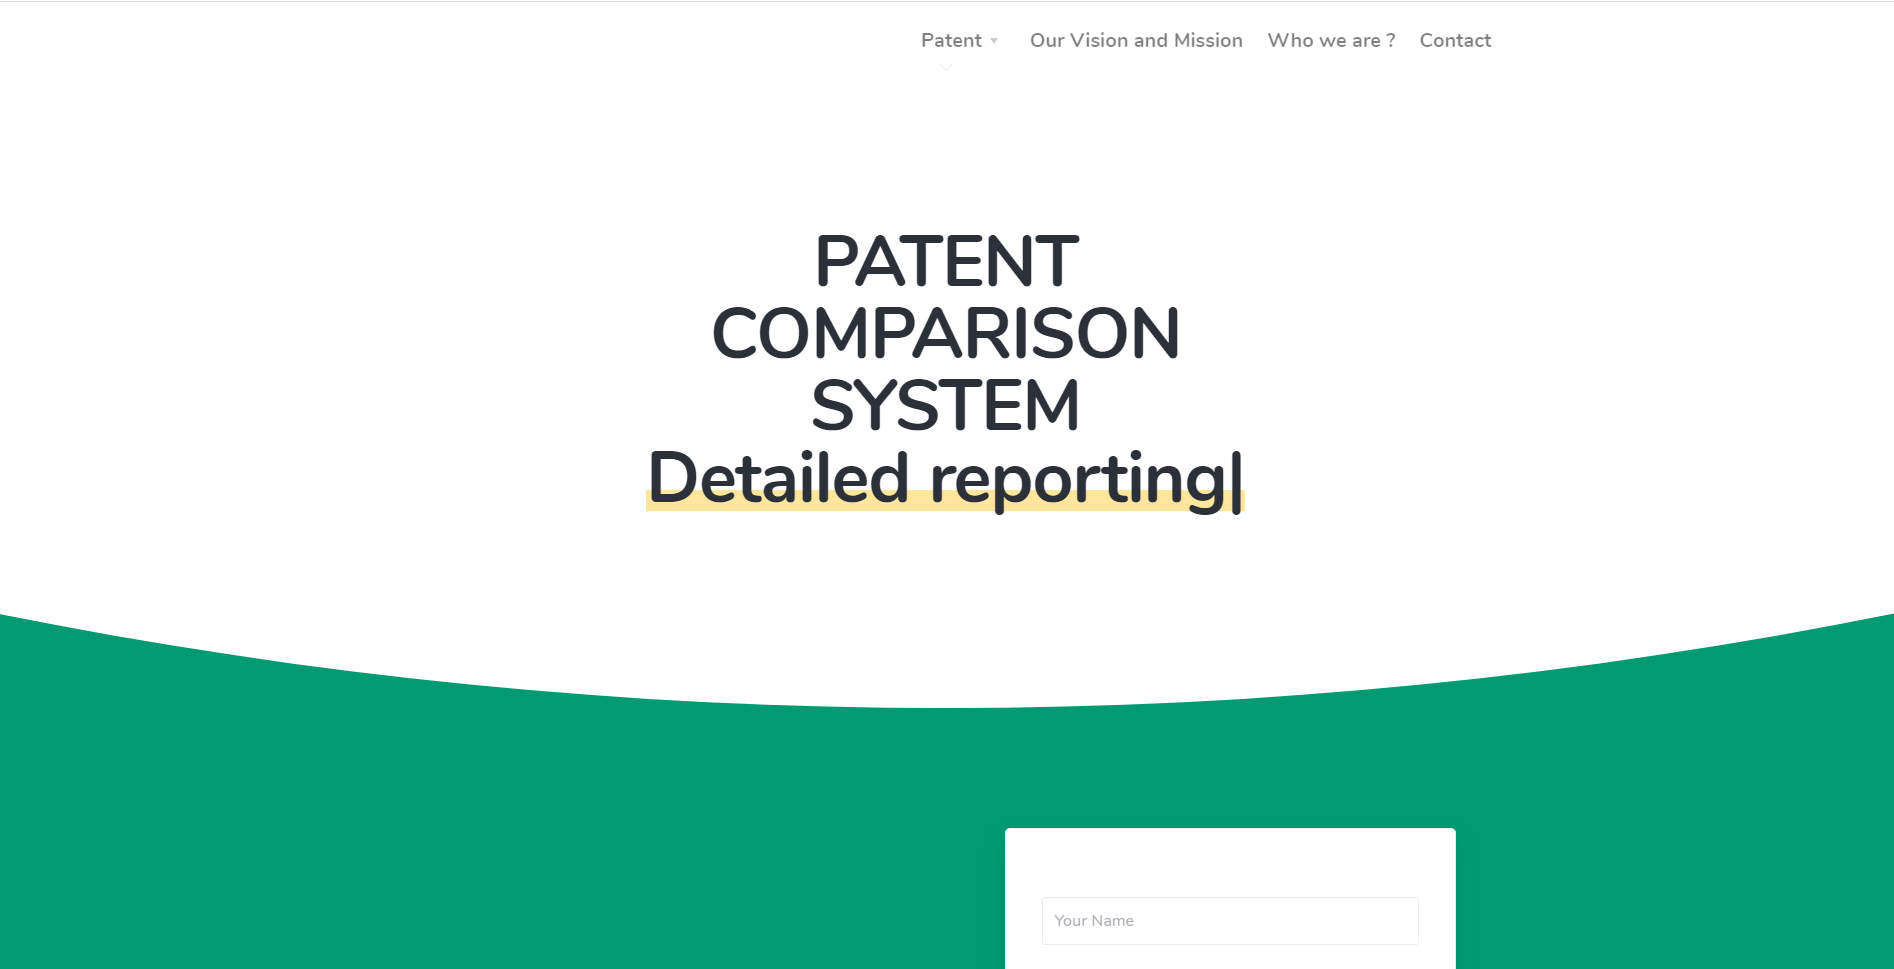 Patent Our Vision and Mission Who we are ? Contact
PATENT
COMPARISON
SYSTEM
Detailed reporting|
Your Name